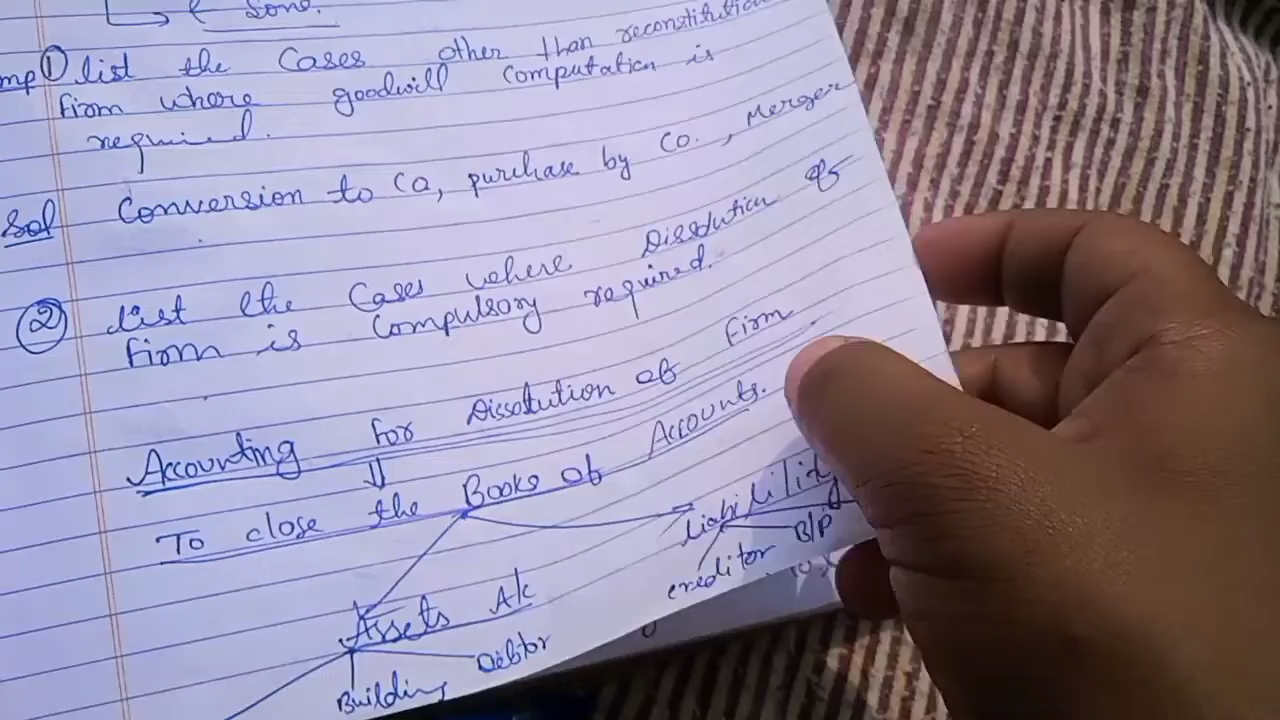 Sons.
Imp ① list the Cases other than reconstitution
firm where goodwill computation is
required.
Sol Conversion to Co, purchase by Co., Merger
② List the Cases where Dissolution of
firm is Compulsory required.
Accounting for Dissolution of Firm
To close the Books of Accounts.
Liability
creditor B/P
Assets A/c
Building Debtor